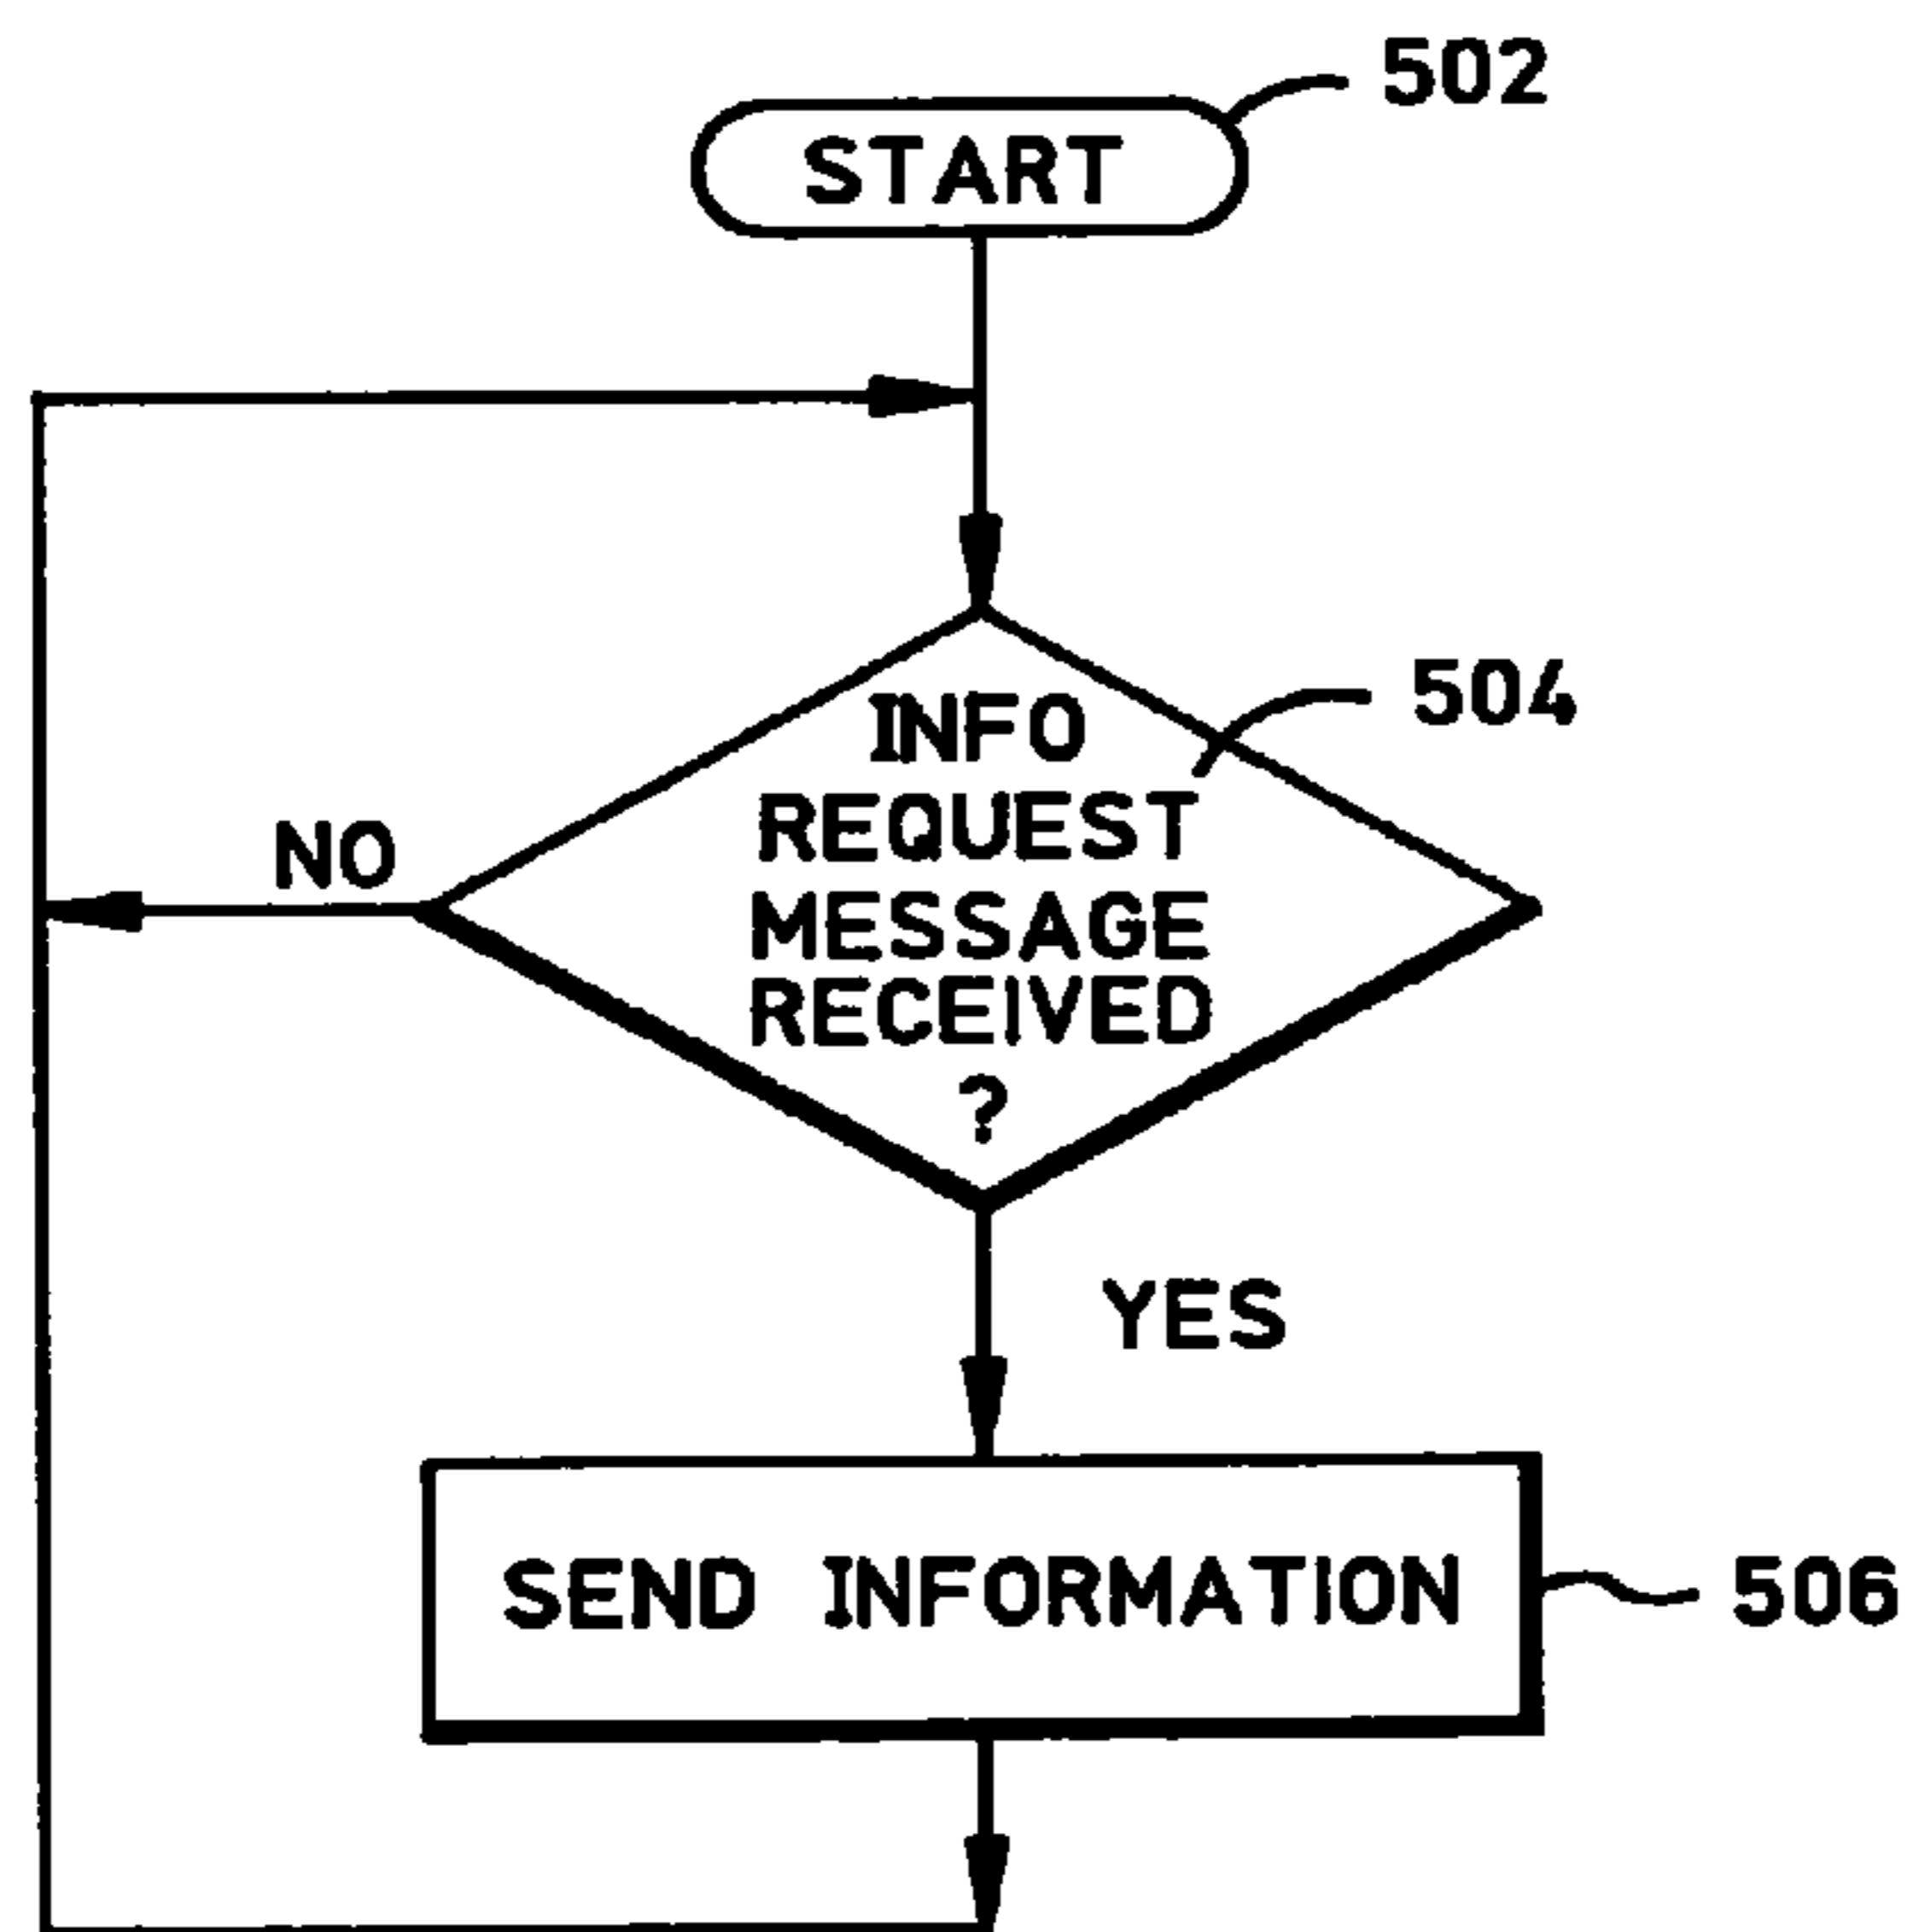 502
START
504
INFO
REQUEST
MESSAGE
RECEIVED
?
NO
YES
SEND INFORMATION
506